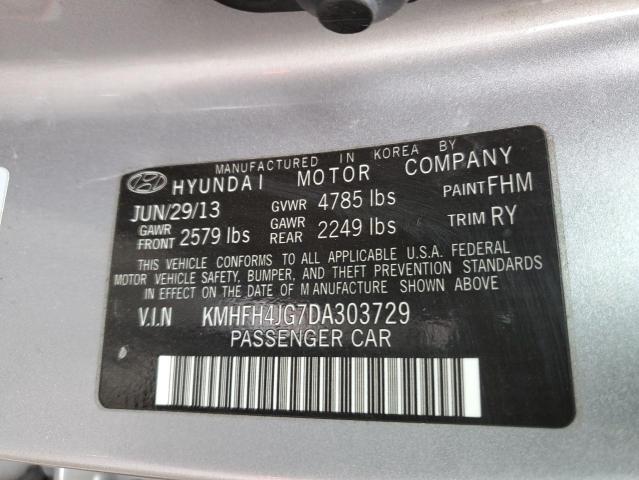 MANUFACTURED IN KOREA BY
HYUNDAI MOTOR COMPANY
JUN/29/13 GVWR 4785 lbs PAINT FHM
GAWR FRONT 2579 lbs GAWR REAR 2249 lbs TRIM RY
THIS VEHICLE CONFORMS TO ALL APPLICABLE U.S.A. FEDERAL
MOTOR VEHICLE SAFETY, BUMPER, AND THEFT PREVENTION STANDARDS
IN EFFECT ON THE DATE OF MANUFACTURE SHOWN ABOVE.
V.I.N KMHFH4JG7DA303729
PASSENGER CAR